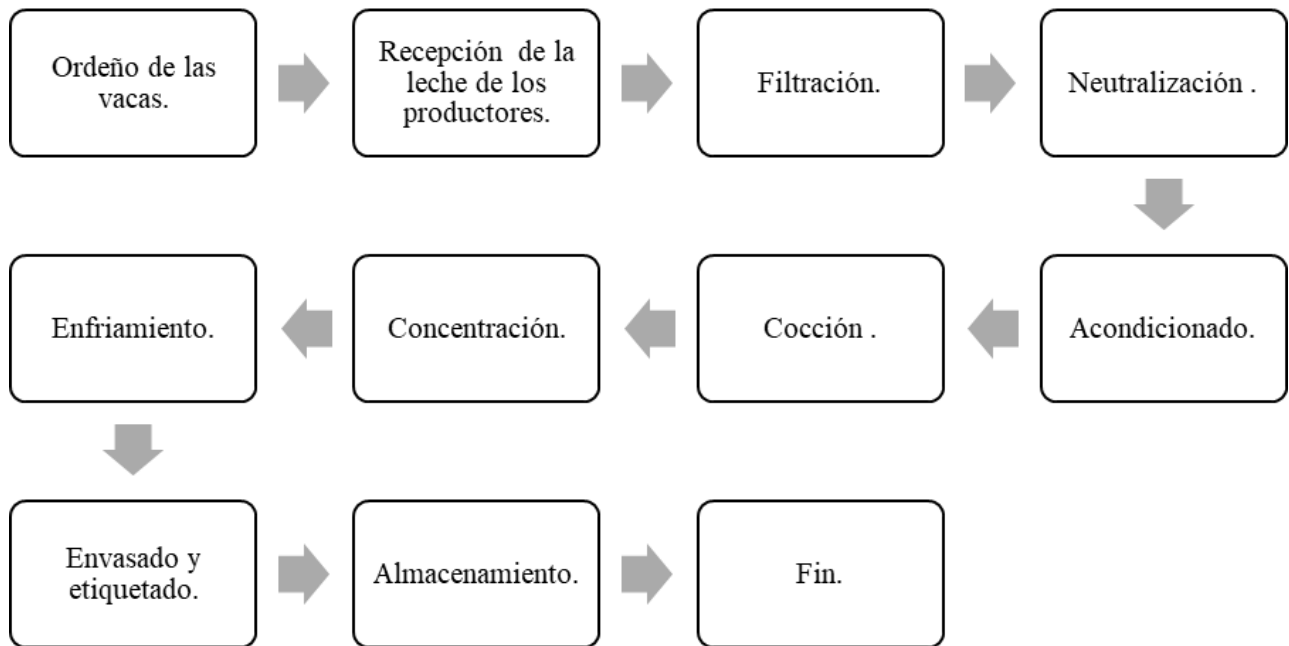 Ordeño de las
vacas.
Recepción de la
leche de los
productores.
Filtración.
Neutralización .
Acondicionado.
Cocción .
Concentración.
Enfriamiento.
Envasado y
etiquetado.
Almacenamiento.
Fin.